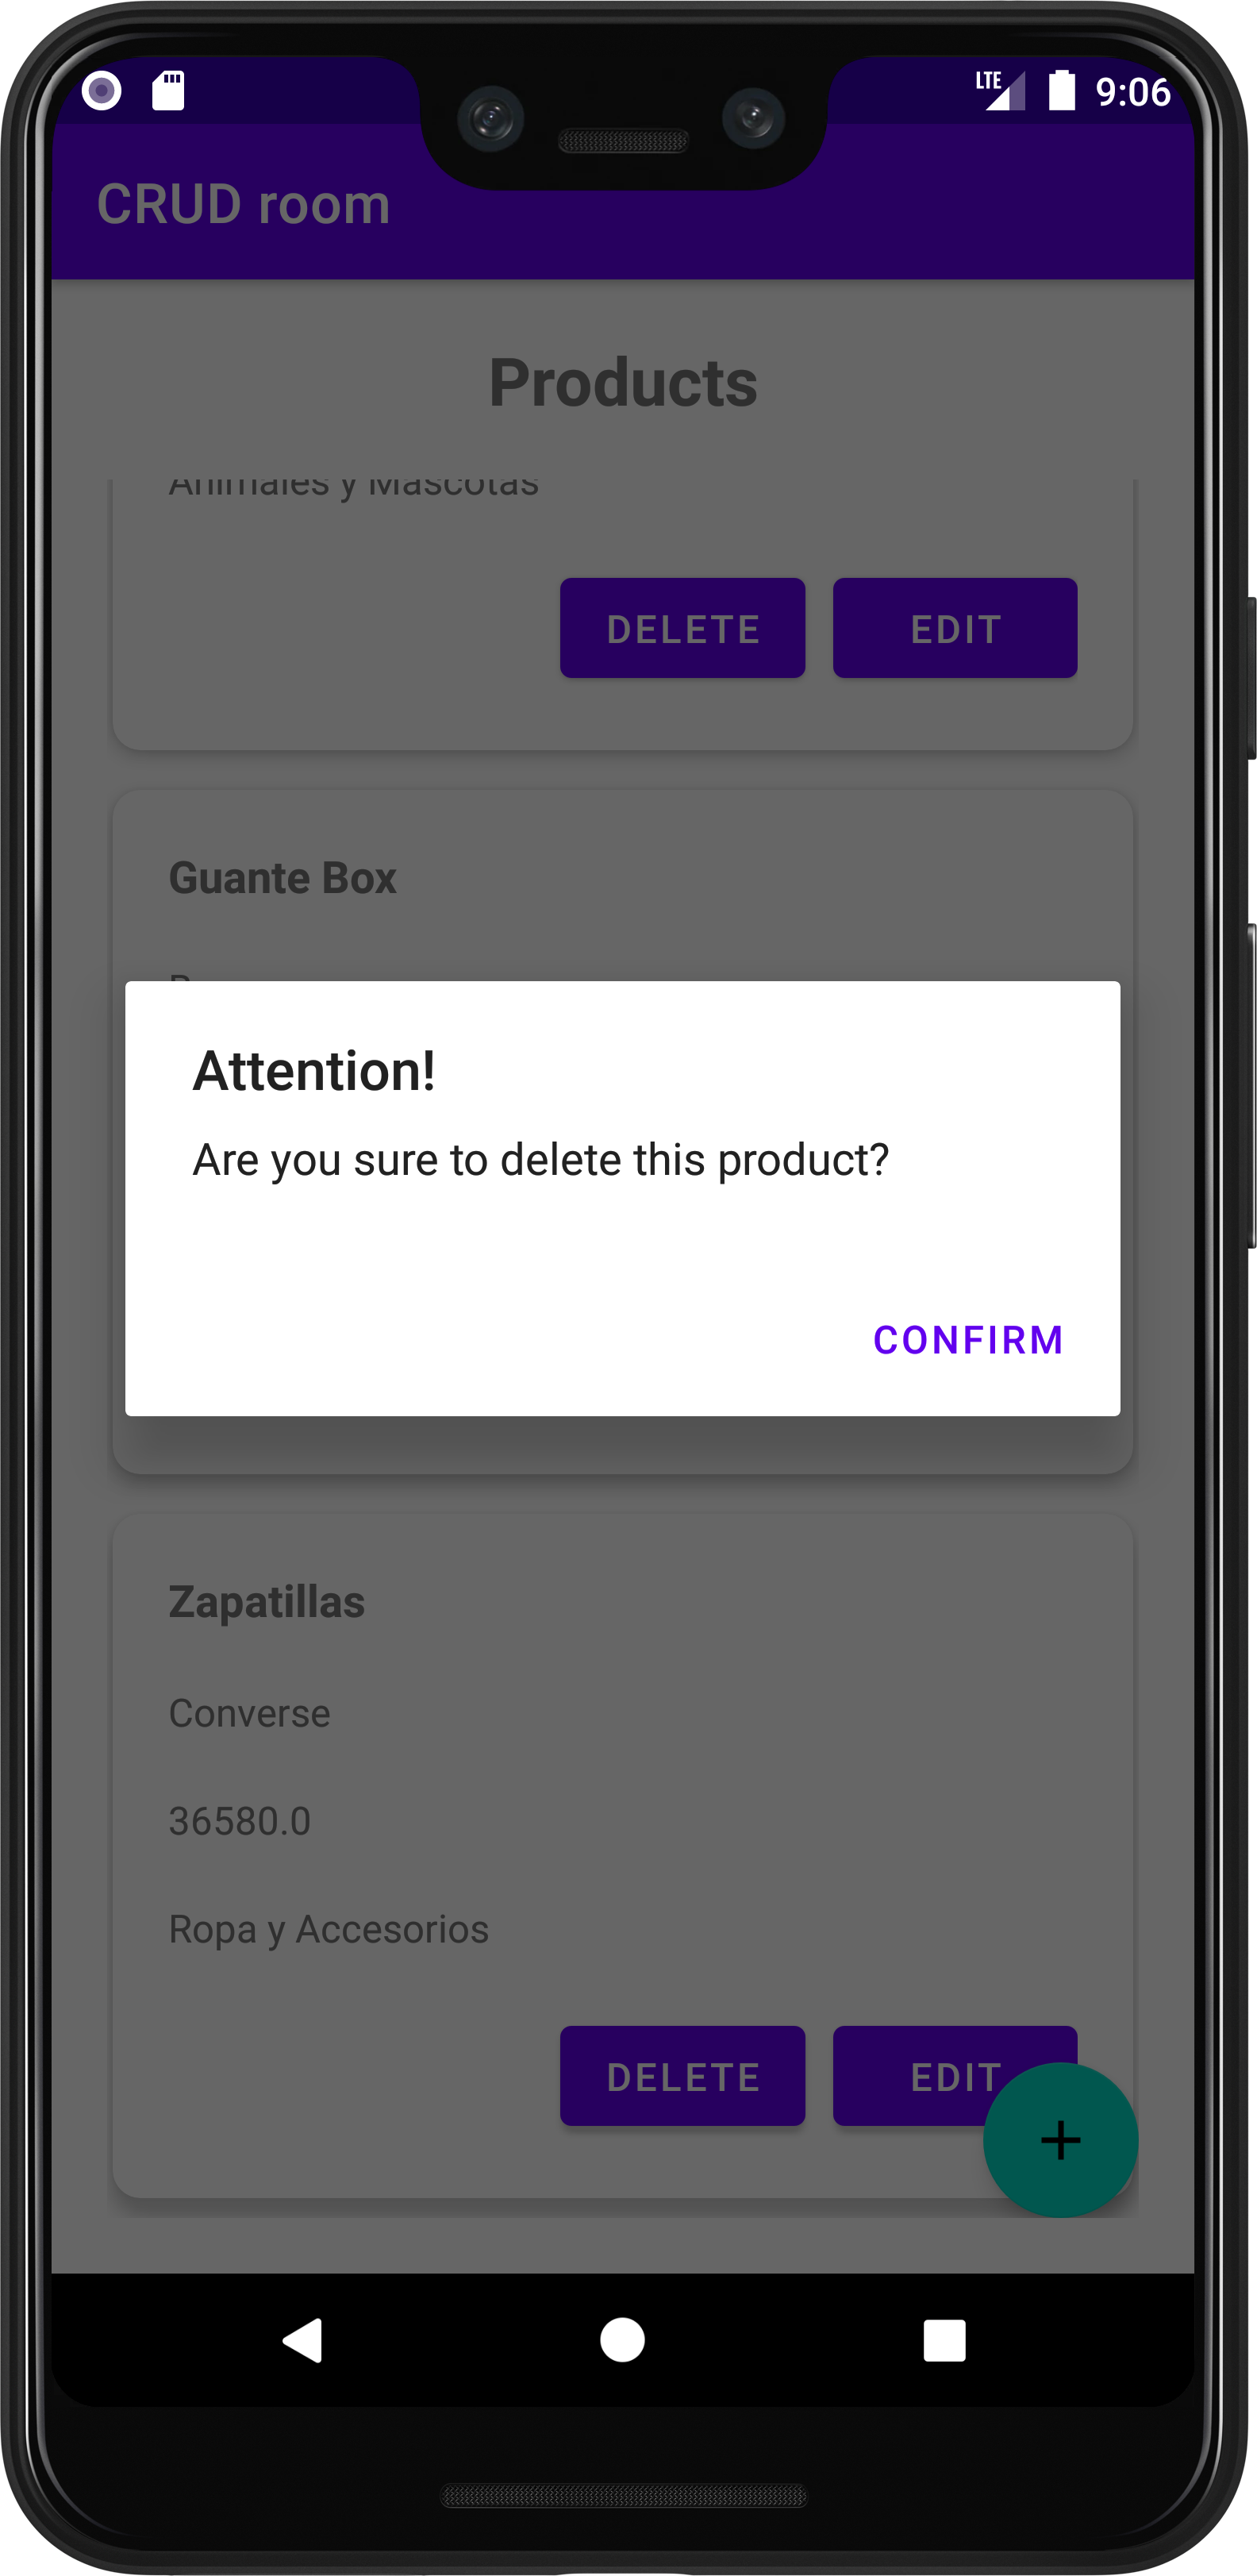 LTE 9:06
CRUD room
Products
Animales y Mascotas
DELETE EDIT
Guante Box
Attention!
Are you sure to delete this product?
CONFIRM
Zapatillas
Converse
36580.0
Ropa y Accesorios
DELETE EDIT